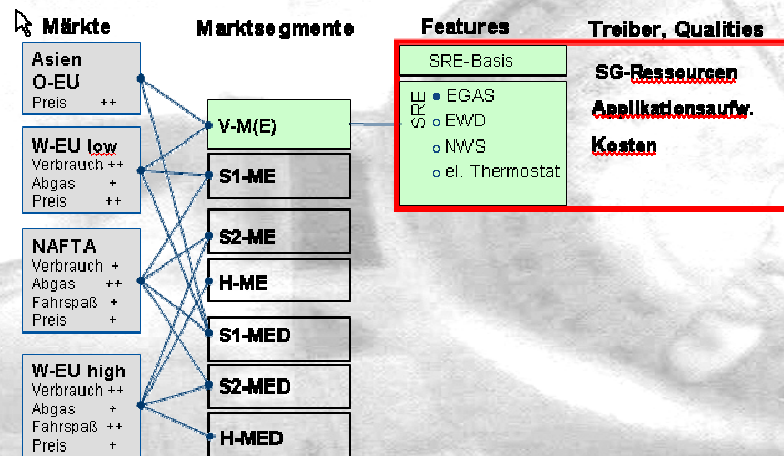 Märkte
Marktsegmente
Features
Treiber, Qualities
Asien
O-EU
Preis ++
W-EU low
Verbrauch ++
Abgas +
Preis ++
NAFTA
Verbrauch +
Abgas ++
Fahrspaß +
Preis +
W-EU high
Verbrauch ++
Abgas +
Fahrspaß ++
Preis +
V-M(E)
S1-ME
S2-ME
H-ME
S1-MED
S2-MED
H-MED
SRE-Basis
SRE
EGAS
EWD
NWS
el. Thermostat
SG-Ressourcen
Applikationsaufw.
Kosten